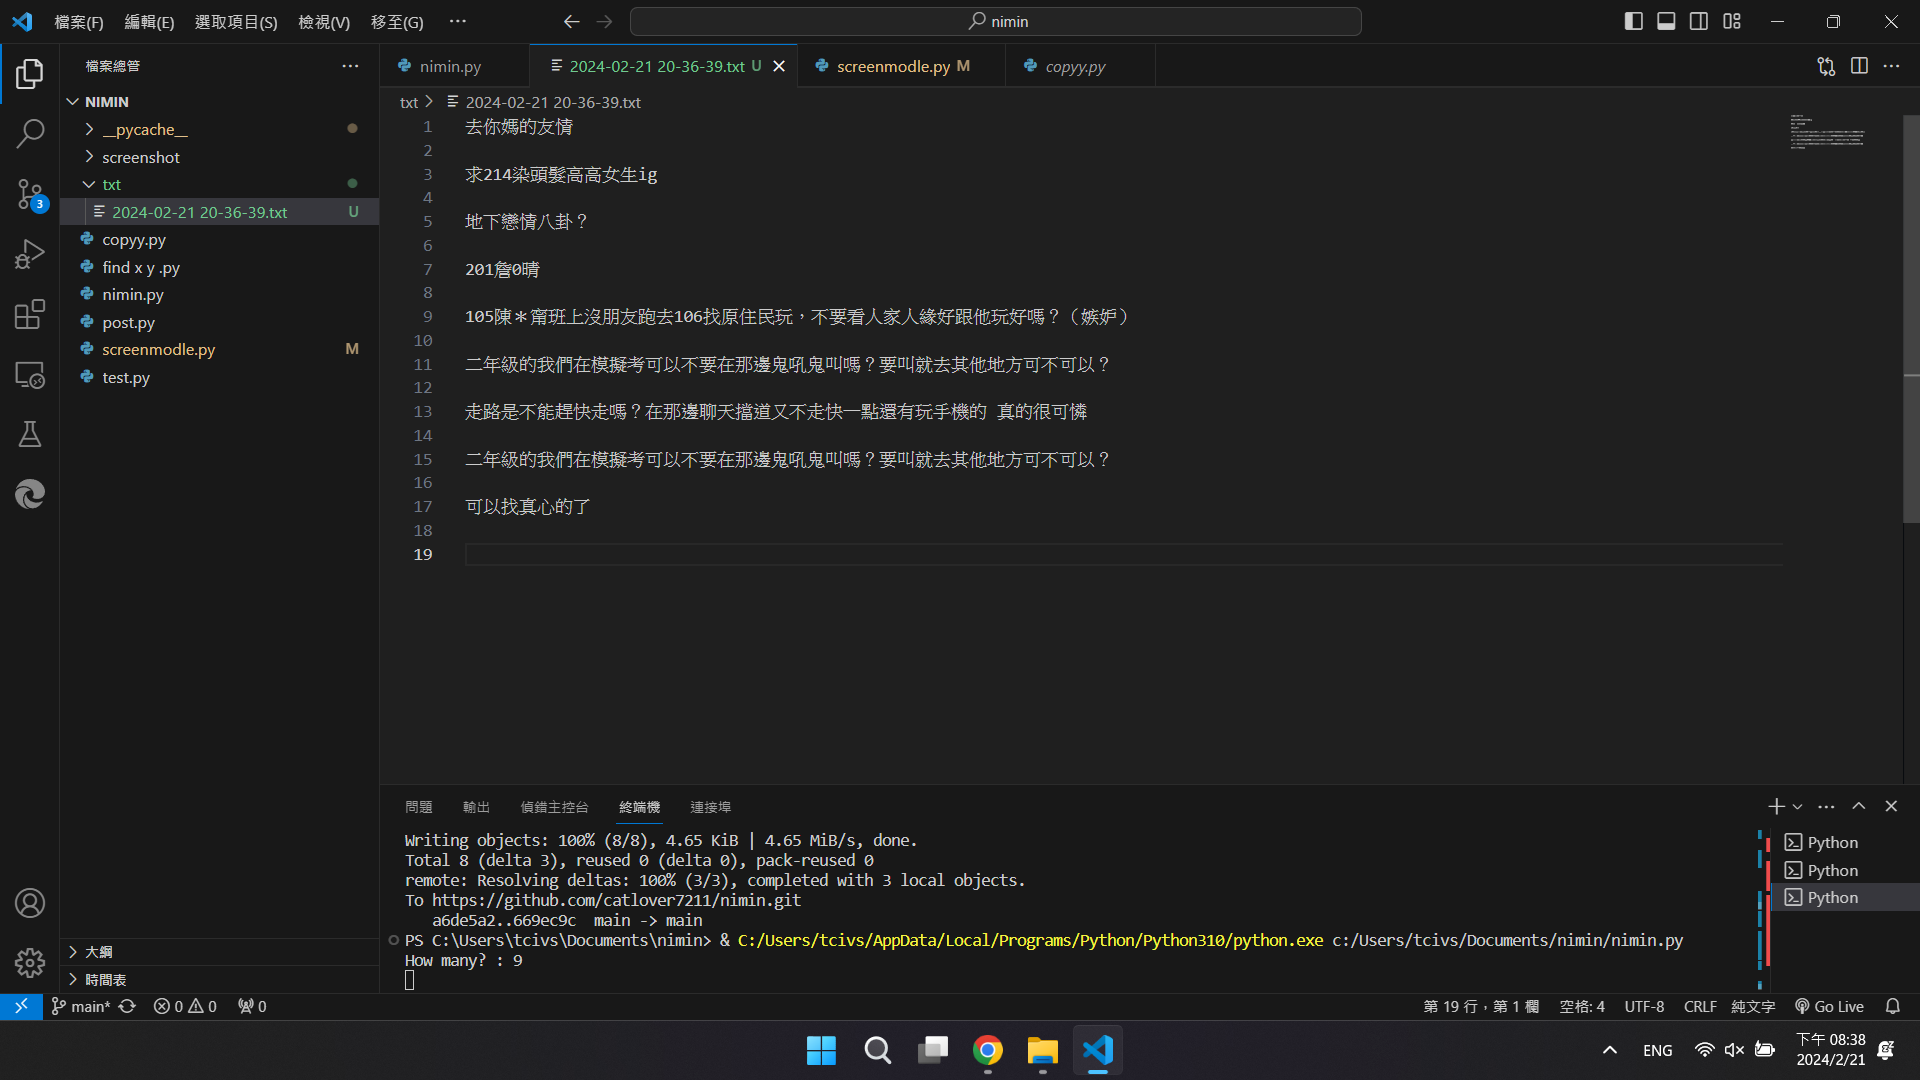 檔案(F) 編輯(E) 選取項目(S) 檢視(V) 移至(G) ··· nimin
檔案總管 ···
NIMIN
__pycache__
screenshot
txt
2024-02-21 20-36-39.txt U
copyy.py
find x y .py
nimin.py
post.py
screenmodle.py M
test.py
大綱
時間表
3
nimin.py 2024-02-21 20-36-39.txt U screenmodle.py M copyy.py
txt > 2024-02-21 20-36-39.txt
1 去你媽的友情
2
3 求214染頭髮高高女生ig
4
5 地下戀情八卦？
6
7 201詹0晴
8
9 105陳＊甯班上沒朋友跑去106找原住民玩，不要看人家人緣好跟他玩好嗎？（嫉妒）
10
11 二年級的我們在模擬考可以不要在那邊鬼吼鬼叫嗎？要叫就去其他地方可不可以？
12
13 走路是不能趕快走嗎？在那邊聊天擋道又不走快一點還有玩手機的 真的很可憐
14
15 二年級的我們在模擬考可以不要在那邊鬼吼鬼叫嗎？要叫就去其他地方可不可以？
16
17 可以找真心的了
18
19
問題 輸出 偵錯主控台 終端機 連接埠
Writing objects: 100% (8/8), 4.65 KiB | 4.65 MiB/s, done.
Total 8 (delta 3), reused 0 (delta 0), pack-reused 0
remote: Resolving deltas: 100% (3/3), completed with 3 local objects.
To https://github.com/catlover7211/nimin.git
a6de5a2..669ec9c main -> main
PS C:\Users\tcivs\Documents\nimin> & C:/Users/tcivs/AppData/Local/Programs/Python/Python310/python.exe c:/Users/tcivs/Documents/nimin/nimin.py
How many? : 9
Python
Python
Python
main* 0 0 0 第 19 行，第 1 欄 空格: 4 UTF-8 CRLF 純文字 Go Live
ENG 下午 08:38
2024/2/21